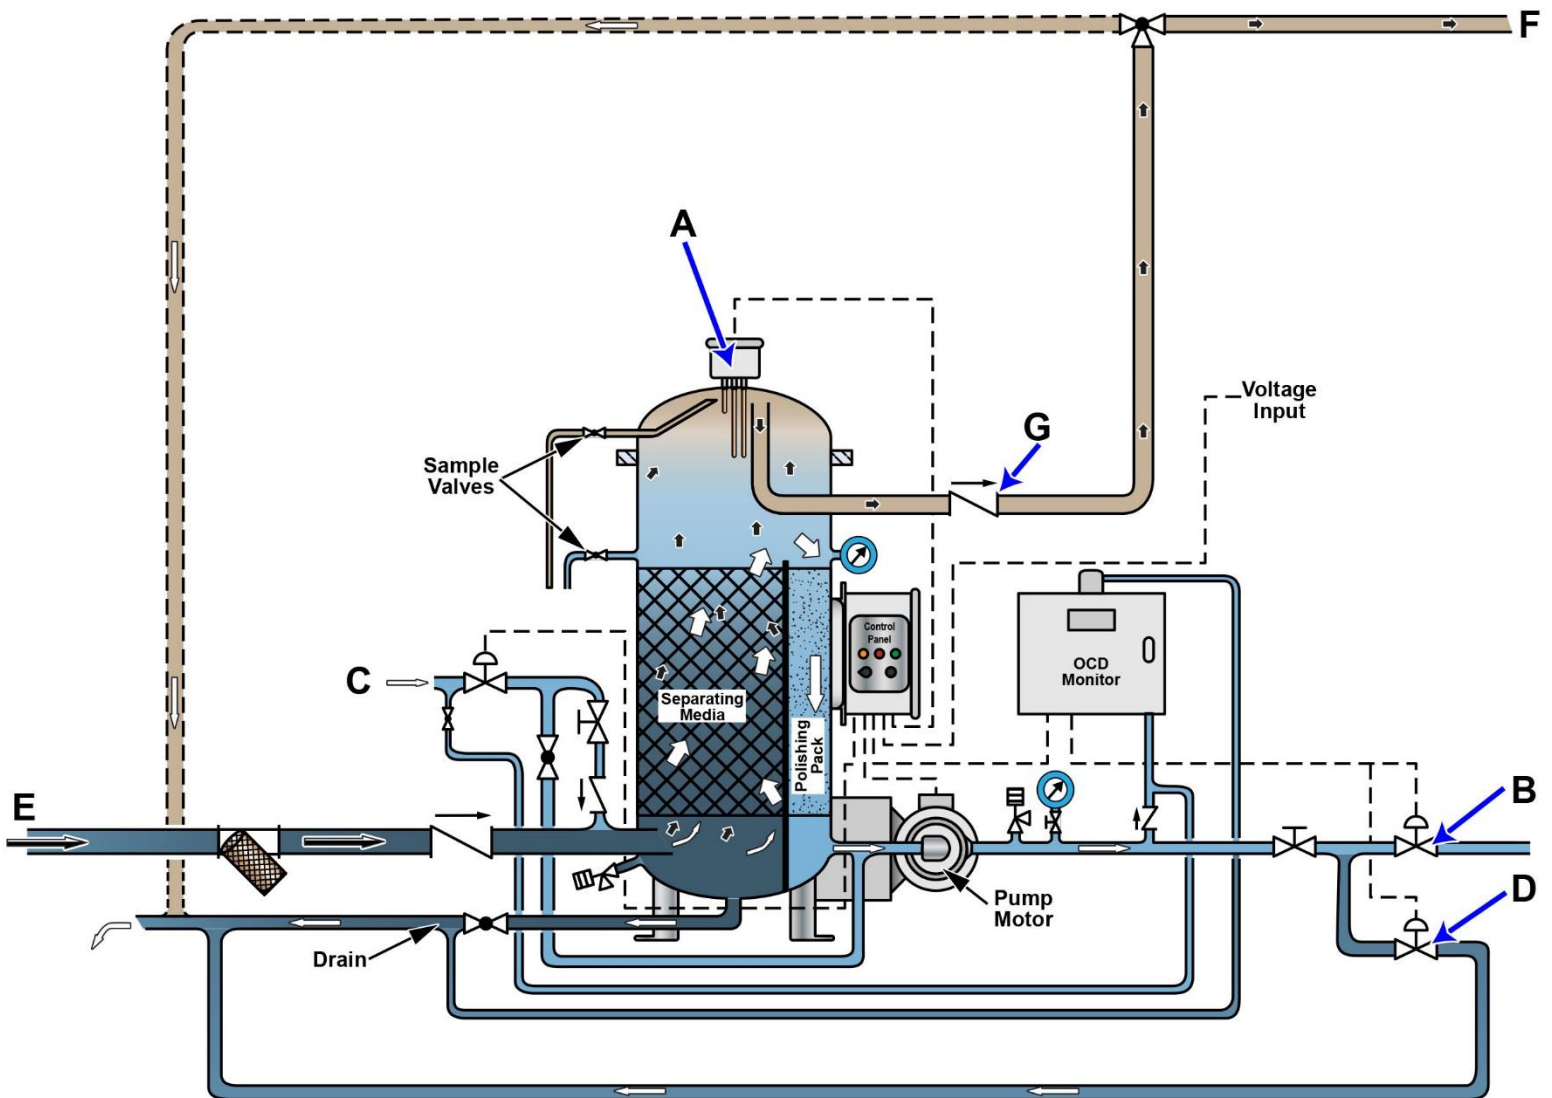 F
A
Voltage
Input
G
Sample
Valves
Control
Panel
OCD
Monitor
C
Separating
Media
Polishing
Pack
E
B
Pump
Motor
D
Drain